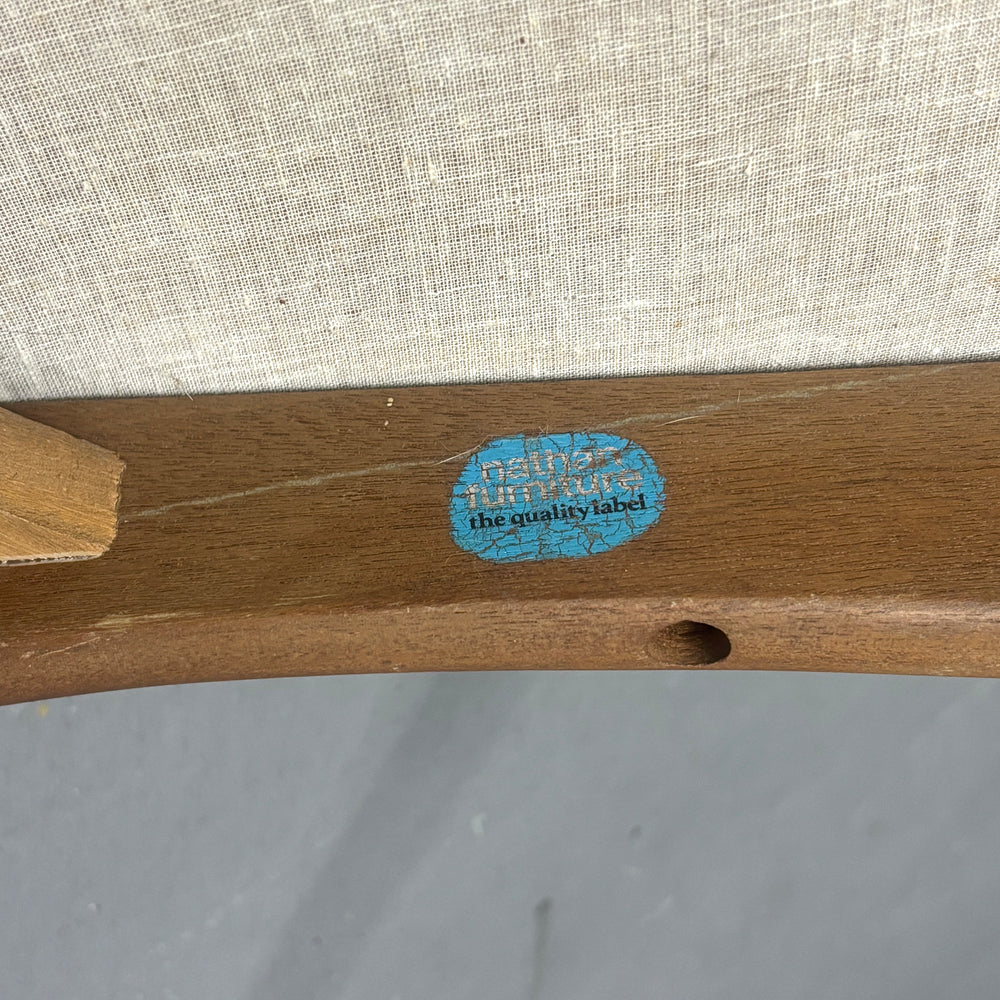 nathan
furniture
the quality label